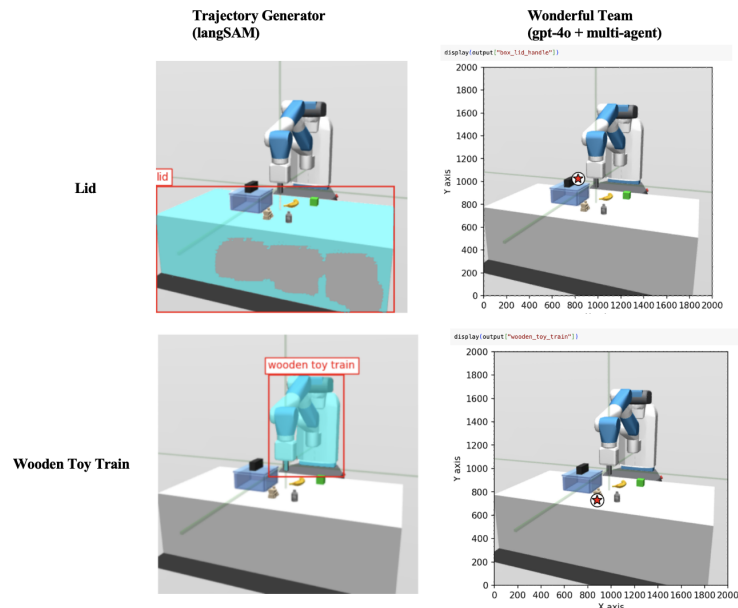 Trajectory Generator
(langSAM)
Wonderful Team
(gpt-4o + multi-agent)
Lid
lid
display(output["box_lid_handle"])
2000
1800
1600
1400
1200
1000
800
600
400
200
0
Y axis
0 200 400 600 800 1000 1200 1400 1600 1800 2000
Wooden Toy Train
wooden toy train
display(output["wooden_toy_train"])
2000
1800
1600
1400
1200
1000
800
600
400
200
0
Y axis
0 200 400 600 800 1000 1200 1400 1600 1800 2000
X axis